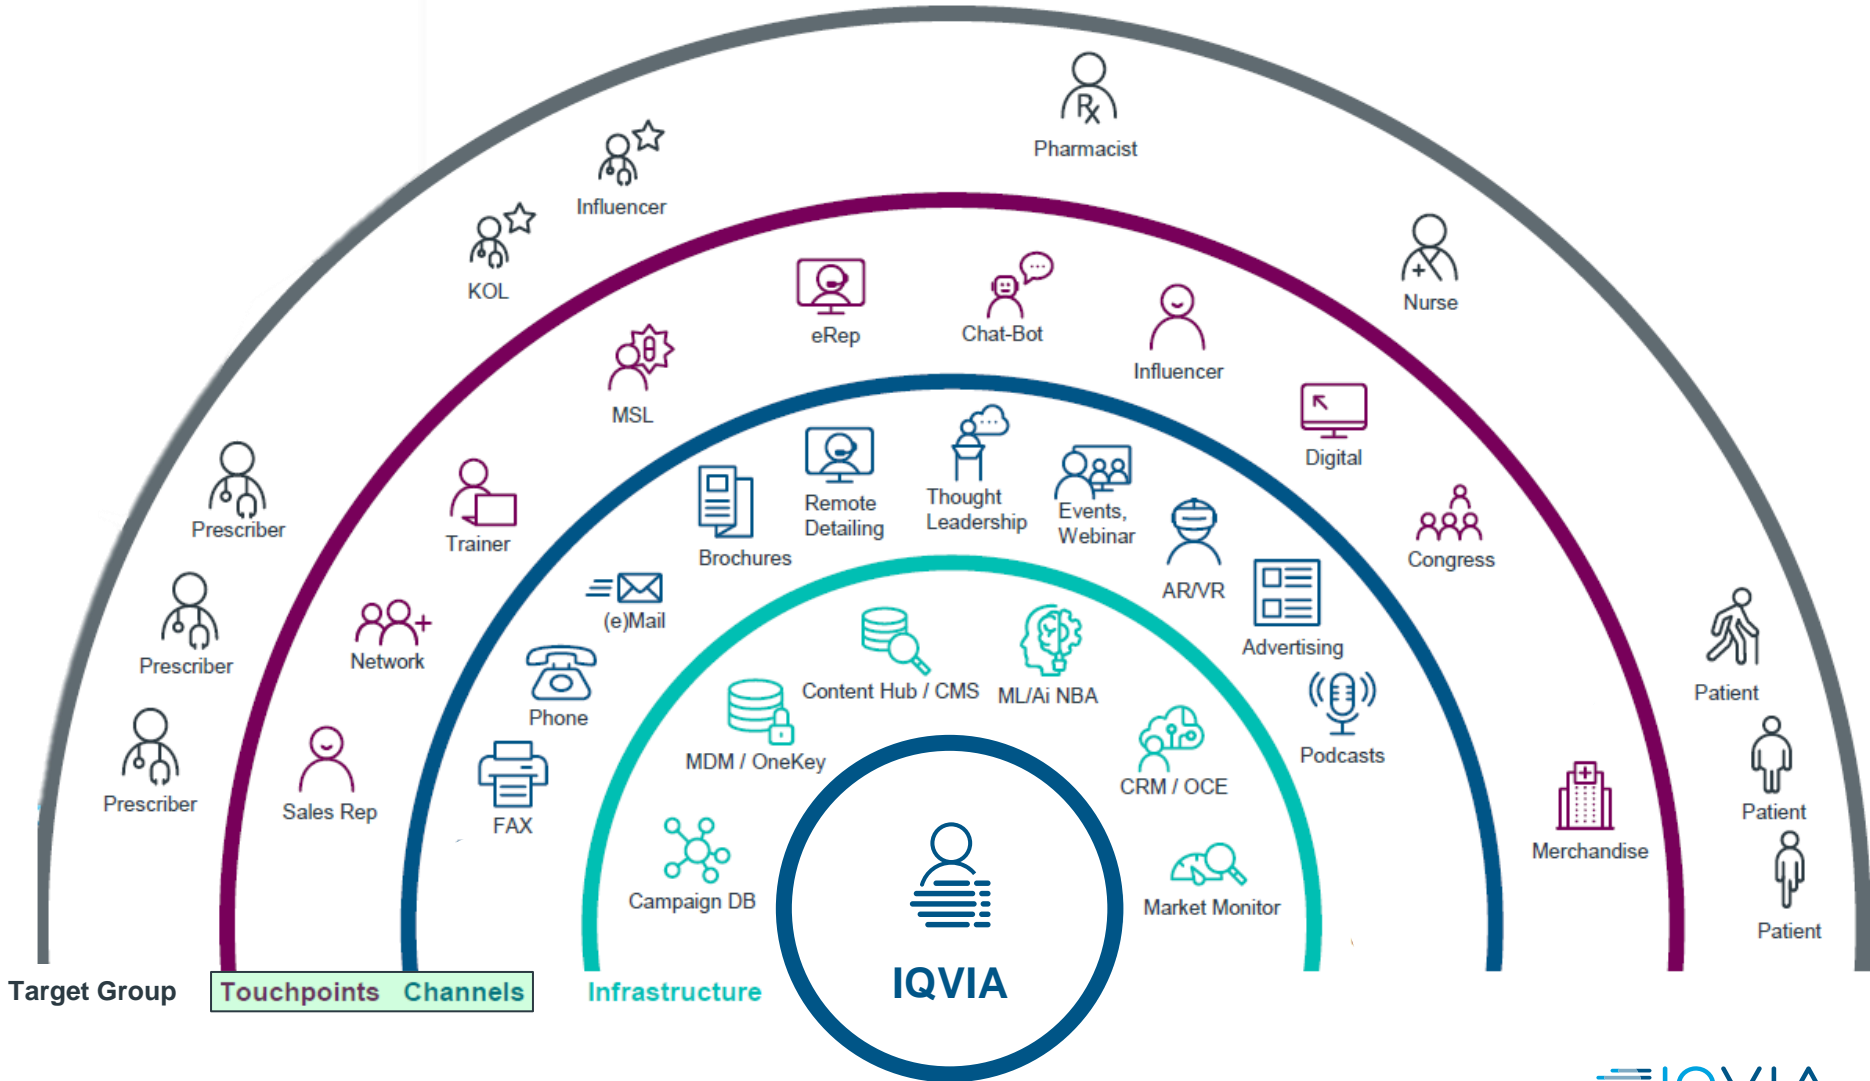 Rx
Pharmacist
Influencer
KOL
Nurse
Prescriber
Prescriber
Prescriber
Patient
Patient
Patient
eRep
Chat-Bot
Influencer
MSL
Digital
Trainer
Congress
Network
Sales Rep
Merchandise
Remote
Detailing
Thought
Leadership
Events,
Webinar
Brochures
AR/VR
(e)Mail
Advertising
Phone
Podcasts
FAX
Content Hub / CMS
ML/Ai NBA
MDM / OneKey
CRM / OCE
Campaign DB
Market Monitor
IQVIA
Target Group
Touchpoints
Channels
Infrastructure
IQVIA